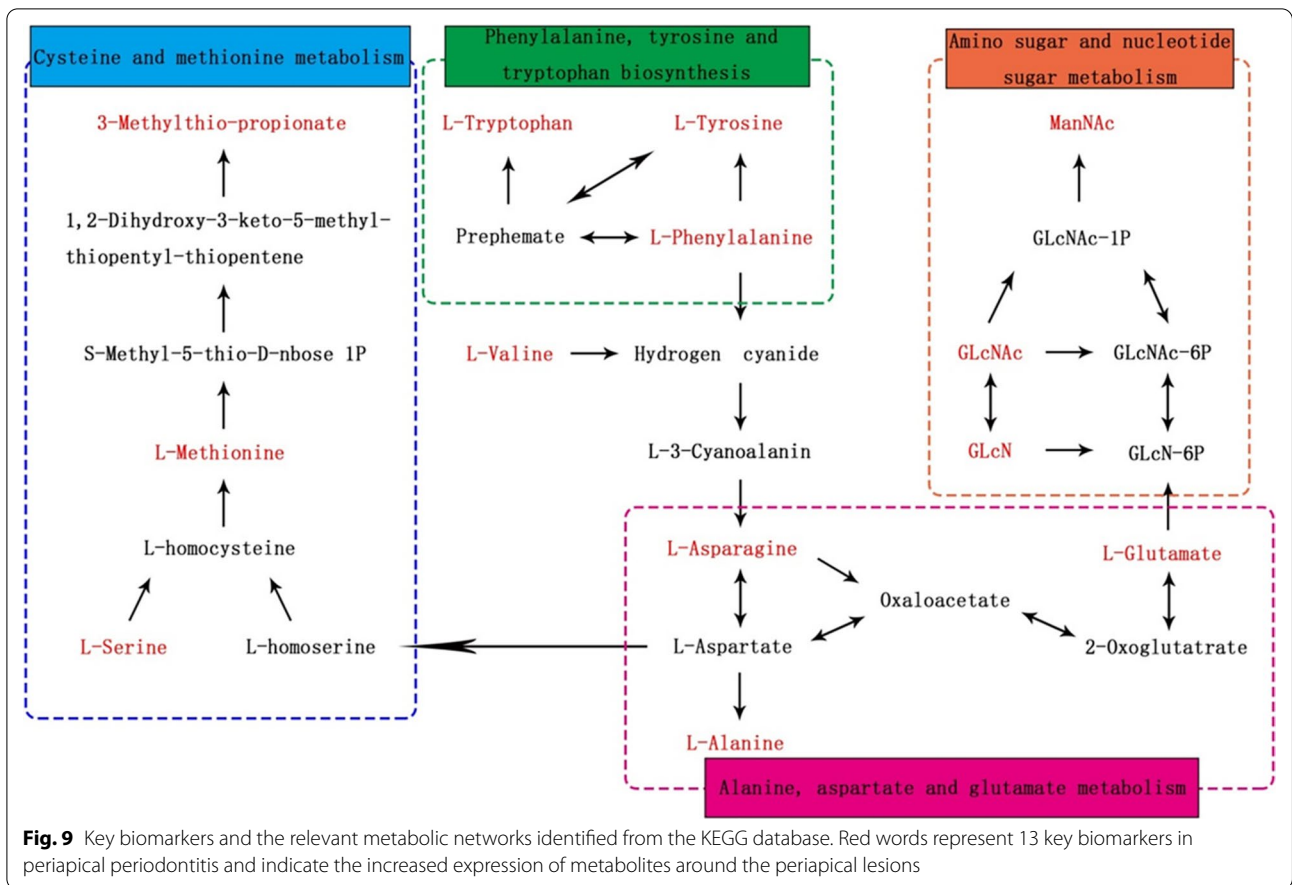 Cysteine and methionine metabolism
Phenylalanine, tyrosine and
tryptophan biosynthesis
Amino sugar and nucleotide
sugar metabolism
3-Methylthio-propionate
1,2-Dihydroxy-3-keto-5-methyl-
thiopentyl-thiopentene
S-Methyl-5-thio-D-nbose 1P
L-Methionine
L-homocysteine
L-Serine
L-homoserine
L-Tryptophan
L-Tyrosine
Prephemate
L-Phenylalanine
L-Valine
Hydrogen cyanide
L-3-Cyanoalanin
ManNAc
GLcNAc-1P
GLcNAc
GLcNAc-6P
GLcN
GLcN-6P
L-Asparagine
L-Glutamate
Oxaloacetate
L-Aspartate
2-Oxoglutatrate
L-Alanine
Alanine, aspartate and glutamate metabolism
Fig. 9 Key biomarkers and the relevant metabolic networks identified from the KEGG database. Red words represent 13 key biomarkers in
periapical periodontitis and indicate the increased expression of metabolites around the periapical lesions